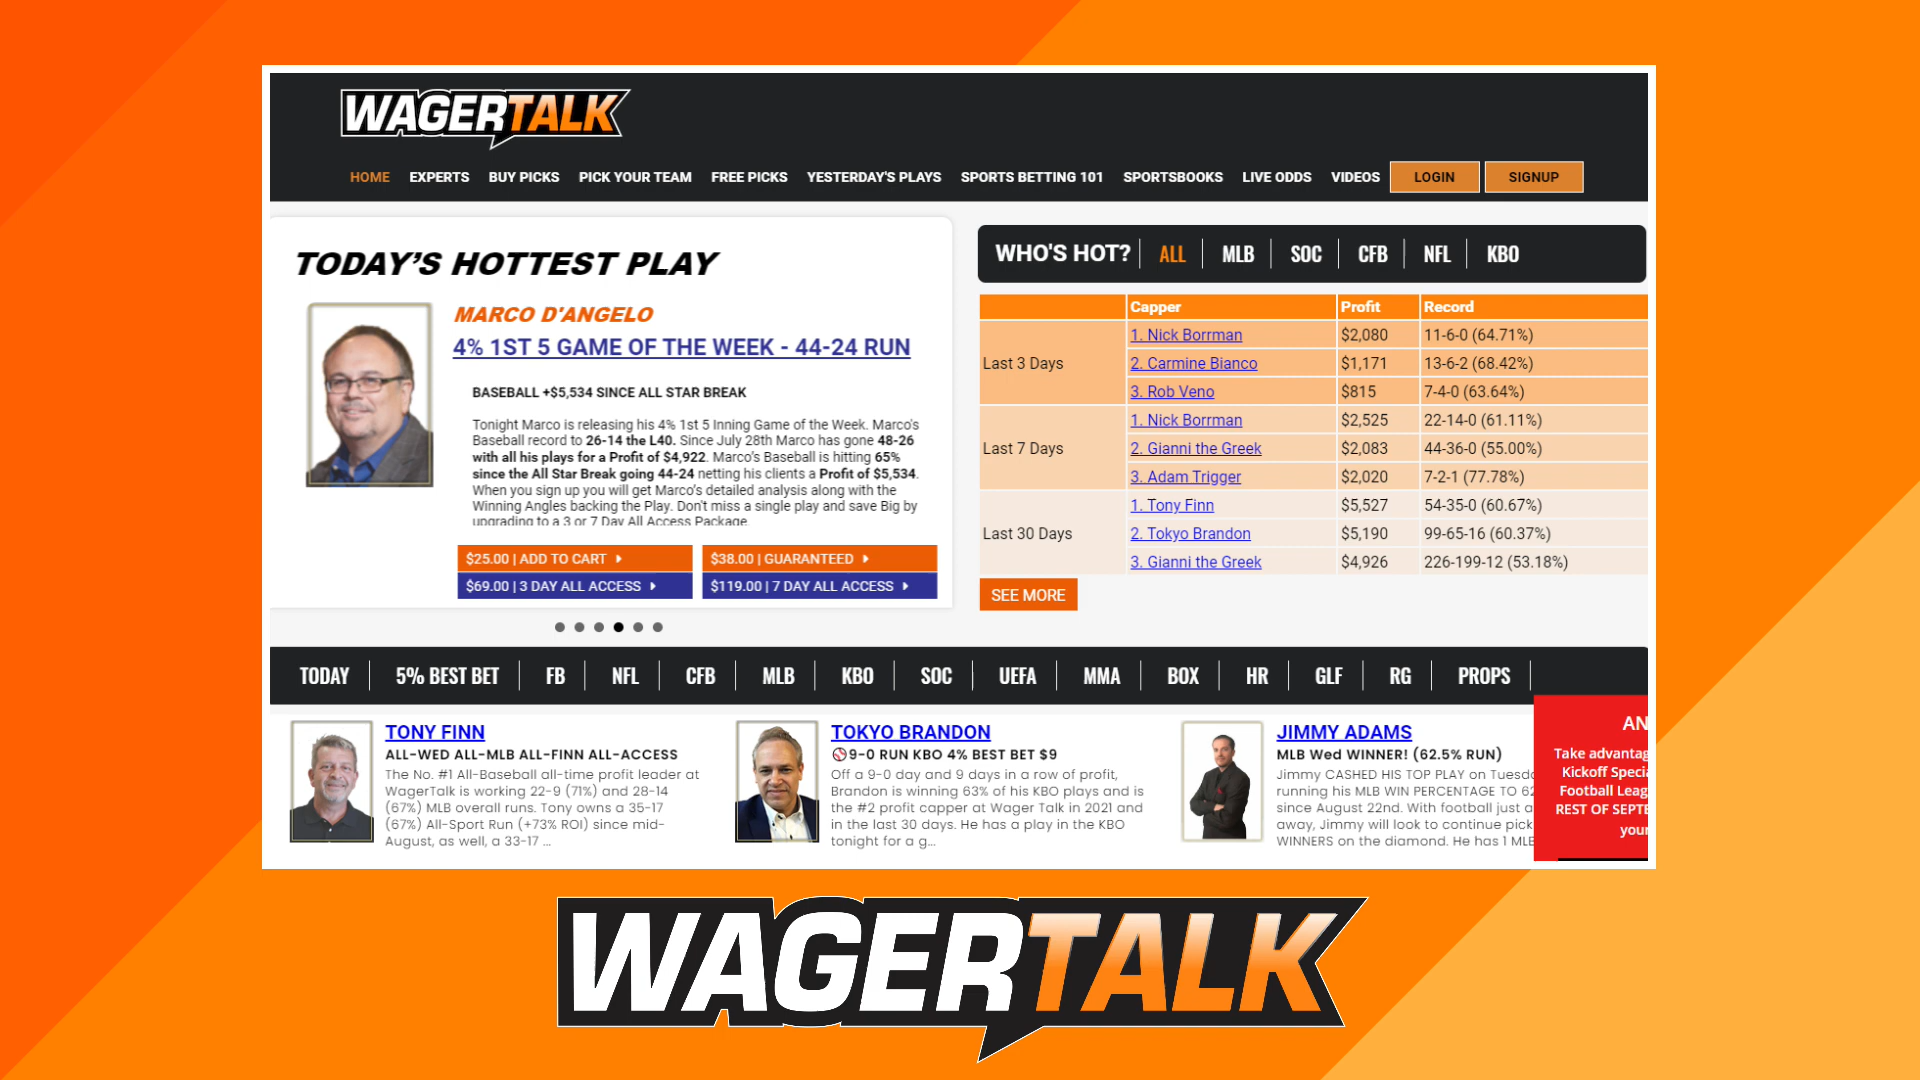 WAGERTALK
HOME EXPERTS BUY PICKS PICK YOUR TEAM FREE PICKS YESTERDAY'S PLAYS SPORTS BETTING 101 SPORTSBOOKS LIVE ODDS VIDEOS LOGIN SIGNUP
TODAY'S HOTTEST PLAY
MARCO D'ANGELO
4% 1ST 5 GAME OF THE WEEK - 44-24 RUN
BASEBALL +$5,534 SINCE ALL STAR BREAK
Tonight Marco is releasing his 4% 1st 5 Inning Game of the Week. Marco's
Baseball record to 26-14 the L40. Since July 28th Marco has gone 48-26
with all his plays for a Profit of $4,922. Marco's Baseball is hitting 65%
since the All Star Break going 44-24 netting his clients a Profit of $5,534.
When you sign up you will get Marco's detailed analysis along with the
Winning Angles backing the Play. Don't miss a single play and save Big by
upgrading to a 3 or 7 Day All Access Package.
$25.00 | ADD TO CART $38.00 | GUARANTEED
$69.00 | 3 DAY ALL ACCESS $119.00 | 7 DAY ALL ACCESS
WHO'S HOT? ALL MLB SOC CFB NFL KBO
Capper Profit Record
Last 3 Days
1. Nick Borrman $2,080 11-6-0 (64.71%)
2. Carmine Bianco $1,171 13-6-2 (68.42%)
3. Rob Veno $815 7-4-0 (63.64%)
Last 7 Days
1. Nick Borrman $2,525 22-14-0 (61.11%)
2. Gianni the Greek $2,083 44-36-0 (55.00%)
3. Adam Trigger $2,020 7-2-1 (77.78%)
Last 30 Days
1. Tony Finn $5,527 54-35-0 (60.67%)
2. Tokyo Brandon $5,190 99-65-16 (60.37%)
3. Gianni the Greek $4,926 226-199-12 (53.18%)
SEE MORE
TODAY 5% BEST BET FB NFL CFB MLB KBO SOC UEFA MMA BOX HR GLF RG PROPS
TONY FINN
ALL-WED ALL-MLB ALL-FINN ALL-ACCESS
The No. #1 All-Baseball all-time profit leader at
WagerTalk is working 22-9 (71%) and 28-14
(67%) MLB overall runs. Tony owns a 35-17
(67%) All-Sport Run (+73% ROI) since mid-
August, as well, a 33-17 ...
TOKYO BRANDON
9-0 RUN KBO 4% BEST BET $9
Off a 9-0 day and 9 days in a row of profit,
Brandon is winning 63% of his KBO plays and is
the #2 profit capper at Wager Talk in 2021 and
in the last 30 days. He has a play in the KBO
tonight for a g...
JIMMY ADAMS
MLB Wed WINNER! (62.5% RUN)
Jimmy CASHED HIS TOP PLAY on Tuesd
running his MLB WIN PERCENTAGE TO 62
since August 22nd. With football just a
away, Jimmy will look to continue pick
WINNERS on the diamond. He has 1 MLB
AN
Take advantag
Kickoff Specia
Football Leag
REST OF SEPTE
your
WAGERTALK